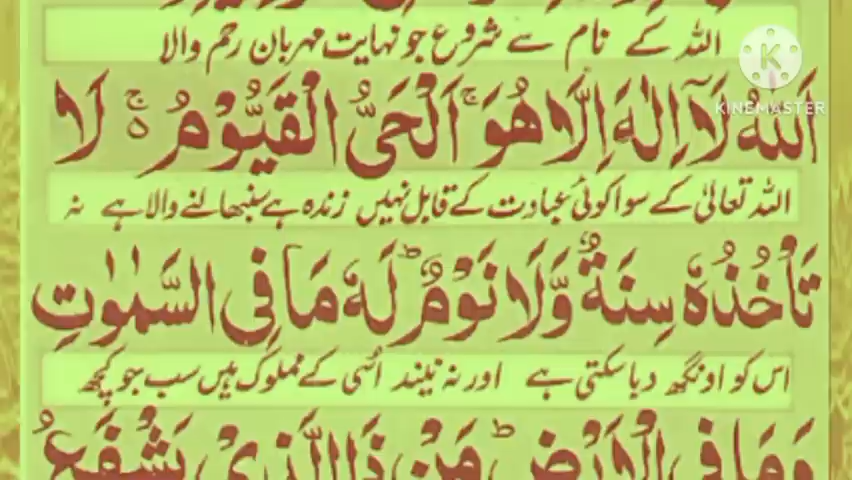 اللہ کے نام سے شروع جو نہایت مہربان رحم والا
KINEMASTER
اَللّٰهُ لَاۤ اِلٰهَ اِلَّا هُوَ ۚ اَلْحَیُّ الْقَیُّوْمُ ۬ۚ لَا
اللہ تعالیٰ کے سوا کوئی عبادت کے قابل نہیں زندہ ہے سنبھالنے والا ہے نہ
تَاْخُذُهٗ سِنَةٌ وَّلَا نَوْمٌ ؕ لَهٗ مَا فِی السَّمٰوٰتِ
اس کو اونگھ دبا سکتی ہے اور نہ نیند اسی کے مملوک ہیں سب جو کچھ
وَمَا فِی الْاَرْضِ ؕ مَنْ ذَا الَّذِیْ یَشْفَعُ